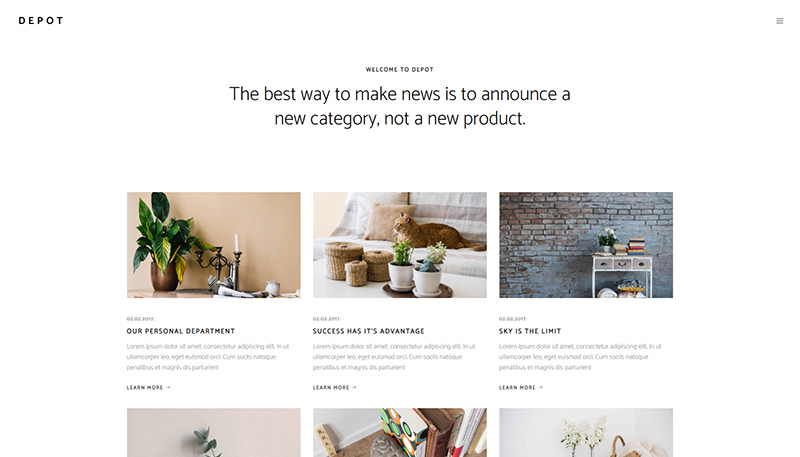 DEPOT
WELCOME TO DEPOT
The best way to make news is to announce a
new category, not a new product.
02.02.2017.
OUR PERSONAL DEPARTMENT
Lorem ipsum dolor sit amet, consectetur adipiscing elit. In ut
ullamcorper leo, eget euismod orci. Cum sociis natoque
penatibus et magnis dis parturient
LEARN MORE →
02.02.2017.
SUCCESS HAS IT'S ADVANTAGE
Lorem ipsum dolor sit amet, consectetur adipiscing elit. In ut
ullamcorper leo, eget euismod orci. Cum sociis natoque
penatibus et magnis dis parturient
LEARN MORE →
02.02.2017.
SKY IS THE LIMIT
Lorem ipsum dolor sit amet, consectetur adipiscing elit. In ut
ullamcorper leo, eget euismod orci. Cum sociis natoque
penatibus et magnis dis parturient
LEARN MORE →